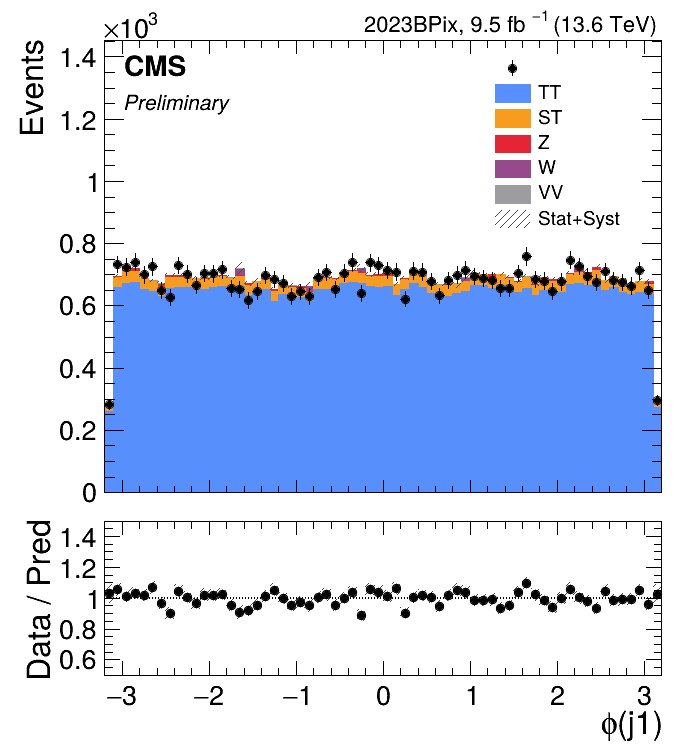 ×10³
2023BPix, 9.5 fb ⁻¹ (13.6 TeV)
Events
CMS
Preliminary
TT
ST
Z
W
VV
Stat+Syst
1.4
1.2
1
0.8
0.6
0.4
0.2
0
Data / Pred
1.4
1.2
1
0.8
0.6
−3 −2 −1 0 1 2 3
ϕ(j1)